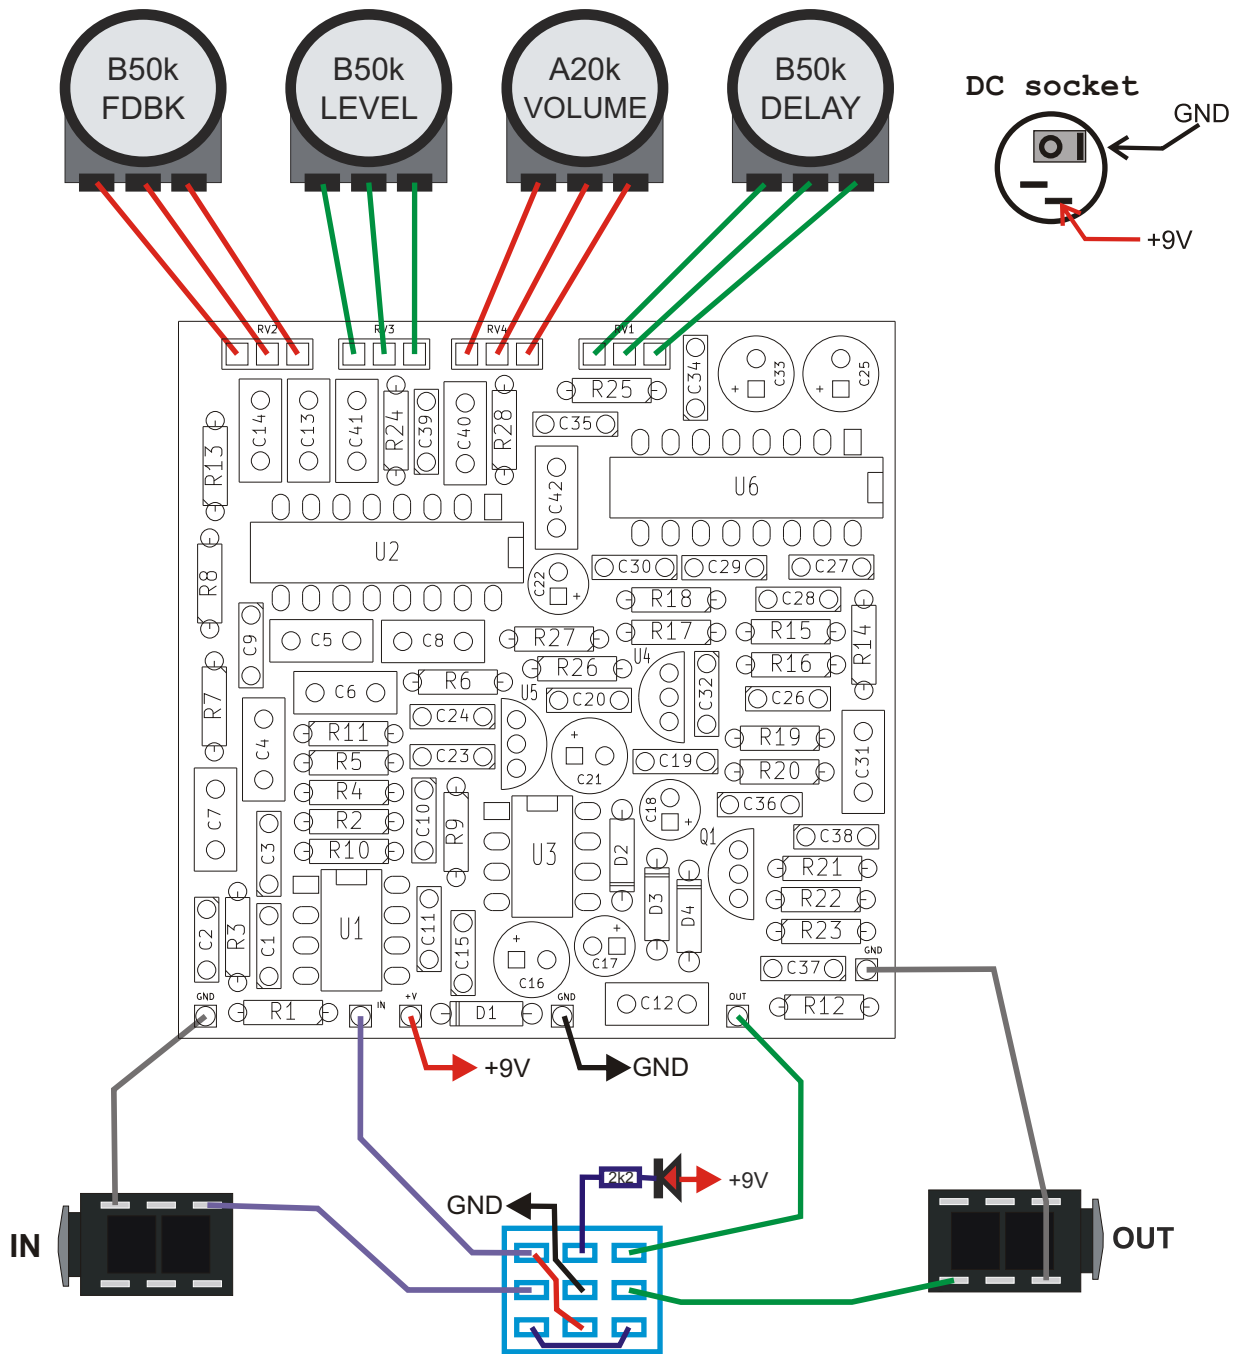 B50k
FDBK
B50k
LEVEL
A20k
VOLUME
B50k
DELAY
DC socket
GND
+9V
RV2
RV3
RV4
RV1
C34
+
C33
+
C25
R25
C35
R13
C14
C13
C41
R24
C39
C40
R28
C42
U6
U2
R8
C22
+
C30
C29
C27
C28
R18
R17
R15
R14
C9
C5
C8
R27
R26
U4
R16
R7
C6
R6
U5
C20
C32
C26
C24
C4
R11
C23
+
C21
C19
R19
R20
C31
R5
R4
R2
R10
C7
C3
C10
R9
U3
D2
C18
+
C36
Q1
C38
R21
R22
R23
D3
D4
C2
R3
C1
U1
C11
C15
+
C16
+
C17
C37
GND
GND
R1
IN
+V
D1
GND
C12
OUT
R12
+9V
GND
2k2
+9V
GND
IN
OUT